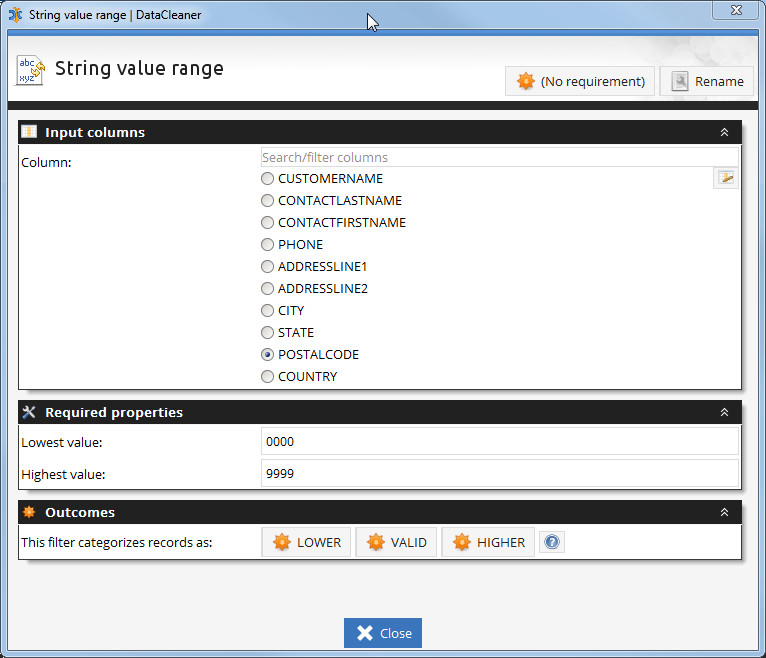 String value range | DataCleaner
abc
xyz
String value range
(No requirement)
Rename
Input columns
Column:
Search/filter columns
CUSTOMERNAME
CONTACTLASTNAME
CONTACTFIRSTNAME
PHONE
ADDRESSLINE1
ADDRESSLINE2
CITY
STATE
POSTALCODE
COUNTRY
Required properties
Lowest value: 0000
Highest value: 9999
Outcomes
This filter categorizes records as: LOWER VALID HIGHER ?
Close